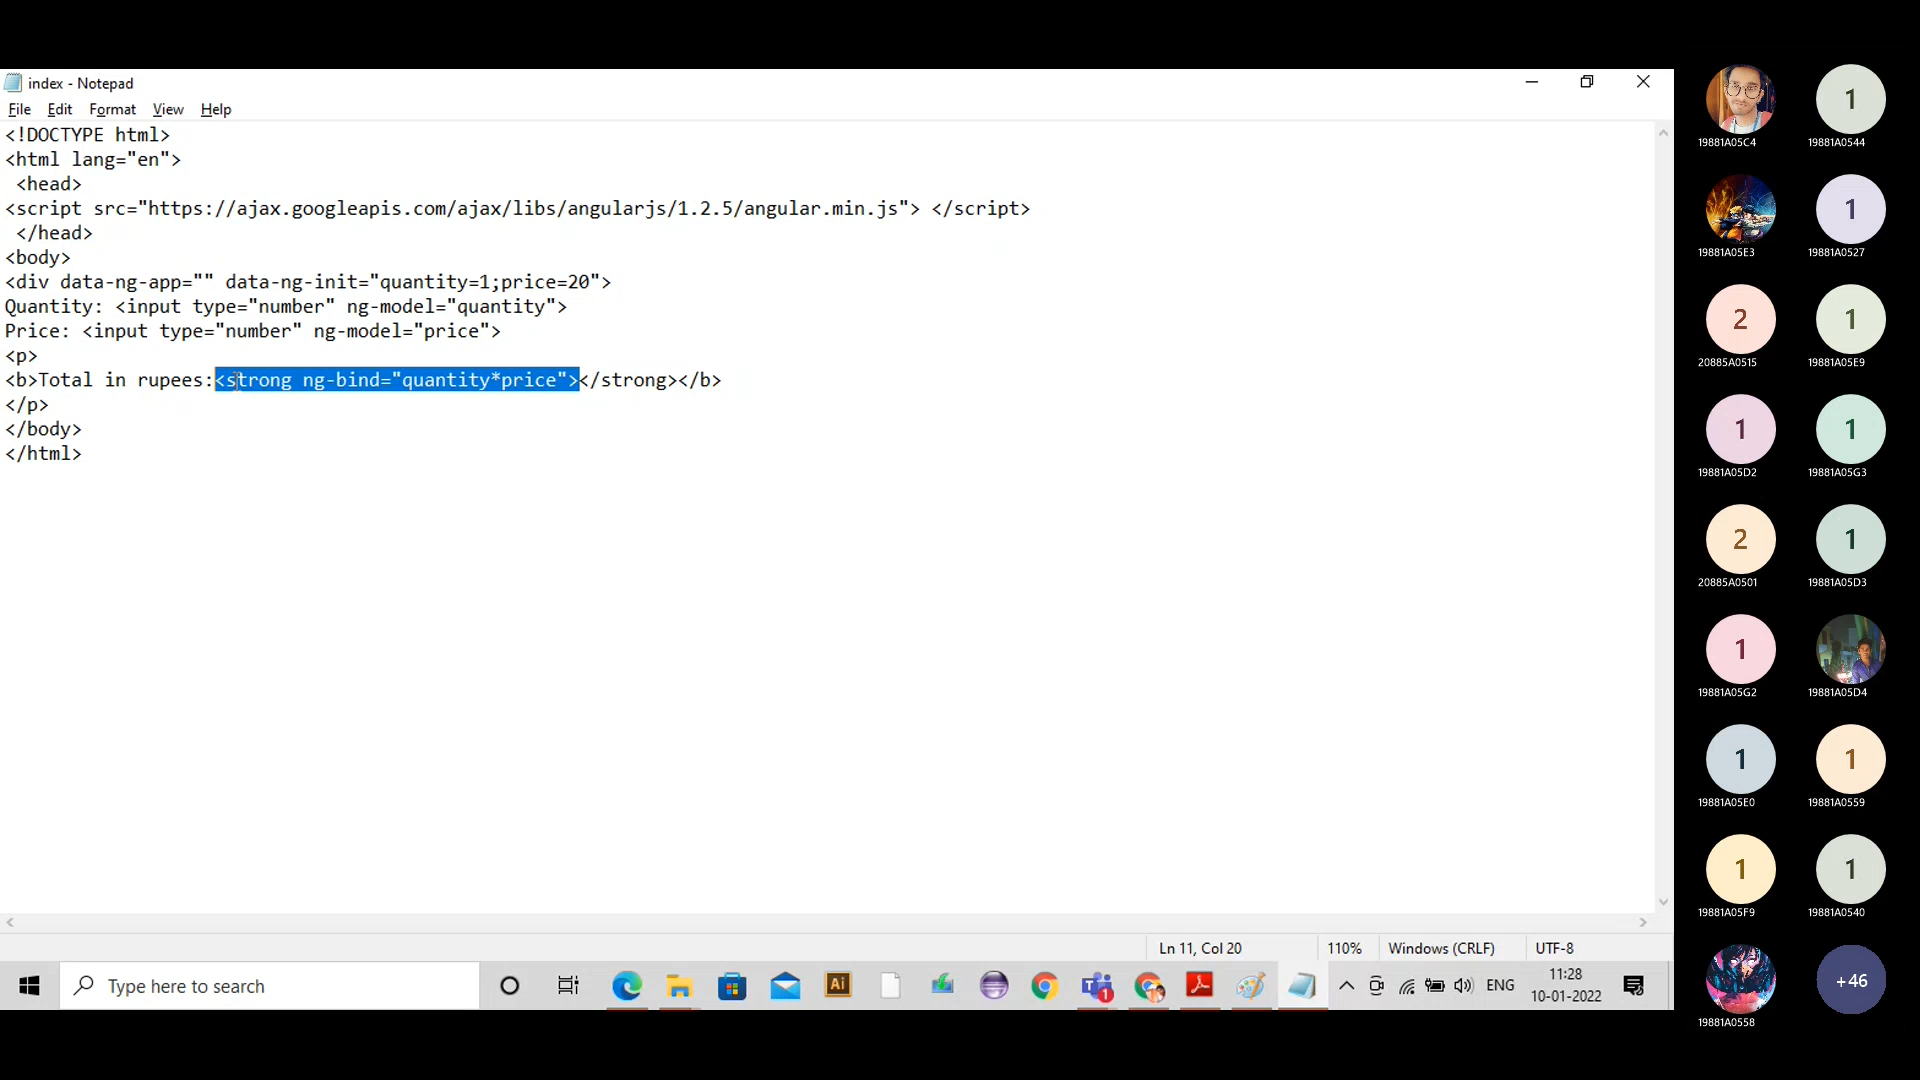 index - Notepad
File Edit Format View Help
<!DOCTYPE html>
<html lang="en">
<head>
<script src="https://ajax.googleapis.com/ajax/libs/angularjs/1.2.5/angular.min.js"> </script>
</head>
<body>
<div data-ng-app="" data-ng-init="quantity=1;price=20">
Quantity: <input type="number" ng-model="quantity">
Price: <input type="number" ng-model="price">
<p>
<b>Total in rupees:<strong ng-bind="quantity*price"></strong></b>
</p>
</body>
</html>
Ln 11, Col 20 110% Windows (CRLF) UTF-8
Type here to search
Ai
1
ENG
11:28
10-01-2022
1
19881A05C4 19881A0544
1
19881A05E3 19881A0527
2 1
20885A0515 19881A05E9
1 1
19881A05D2 19881A05G3
2 1
20885A0501 19881A05D3
1
19881A05G2 19881A05D4
1 1
19881A05E0 19881A0559
1 1
19881A05F9 19881A0540
+46
19881A0558